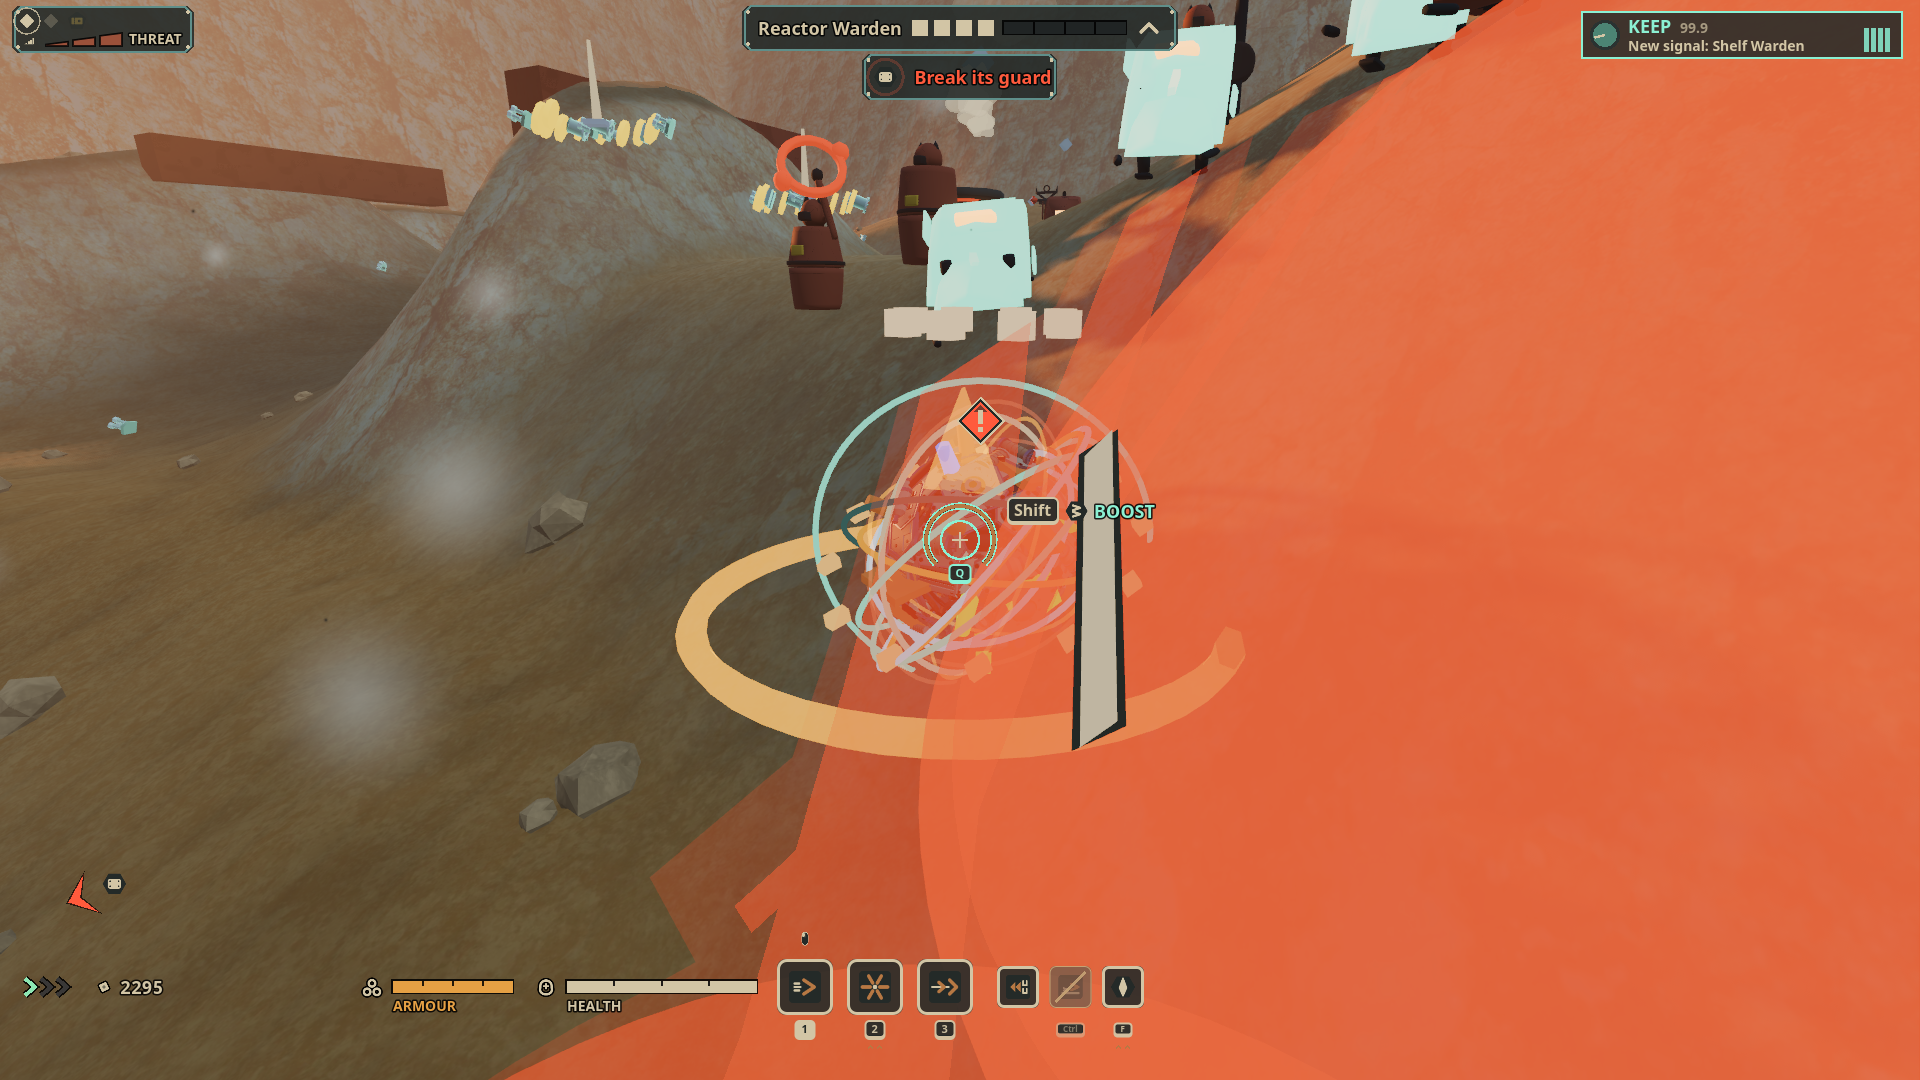 THREAT
Reactor Warden
Break its guard
KEEP 99.9
New signal: Shelf Warden
Shift W BOOST
Q
2295
ARMOUR
HEALTH
1
2
3
Ctrl
F